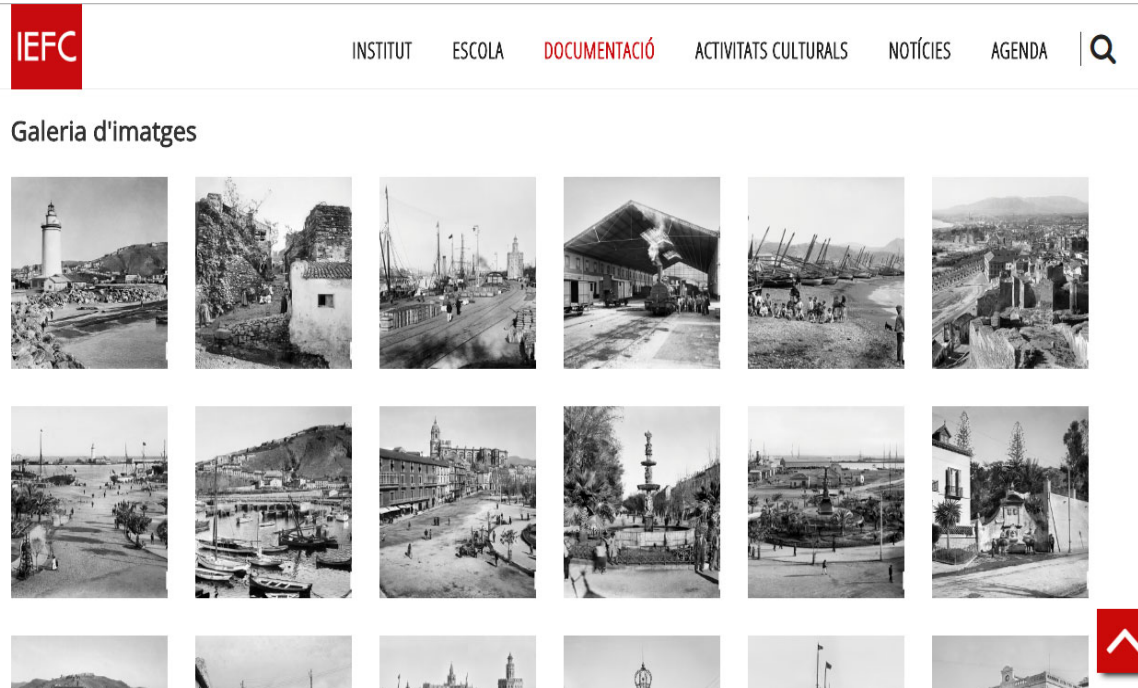 IEFC
INSTITUT ESCOLA DOCUMENTACIÓ ACTIVITATS CULTURALS NOTÍCIES AGENDA
Galeria d'imatges